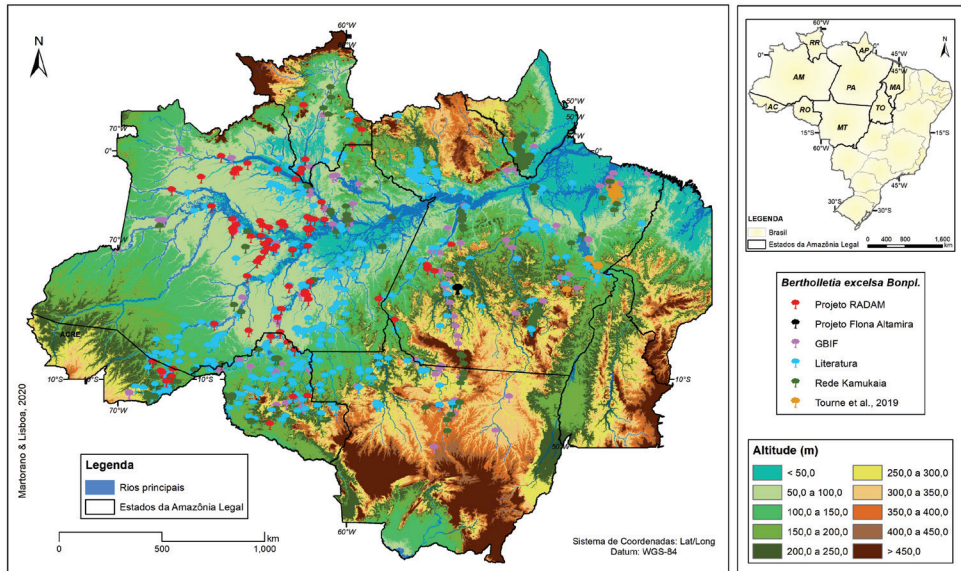 N
60°W
60°W
50°W
50°W
70°W
0°
0°
70°W
ACRE
10°S
10°S
10°S
70°W
50°W
60°W
Martorano & Lisboa, 2020
Legenda
Rios principais
Estados da Amazônia Legal
0 500 1,000 km
Sistema de Coordenadas: Lat/Long
Datum: WGS-84
60°W
N
45°W
0°
0°
RR
AP
45°W
AM
PA
MA
AC
RO
TO
MT
15°S
15°S
60°W
45°W
30°S
30°S
LEGENDA
Brasil
Estados da Amazônia Legal
0 400 800 1,600 km
Bertholletia excelsa Bonpl.
Projeto RADAM
Projeto Flona Altamira
GBIF
Literatura
Rede Kamukaia
Tourne et al., 2019
Altitude (m)
< 50,0
50,0 a 100,0
100,0 a 150,0
150,0 a 200,0
200,0 a 250,0
250,0 a 300,0
300,0 a 350,0
350,0 a 400,0
400,0 a 450,0
> 450,0